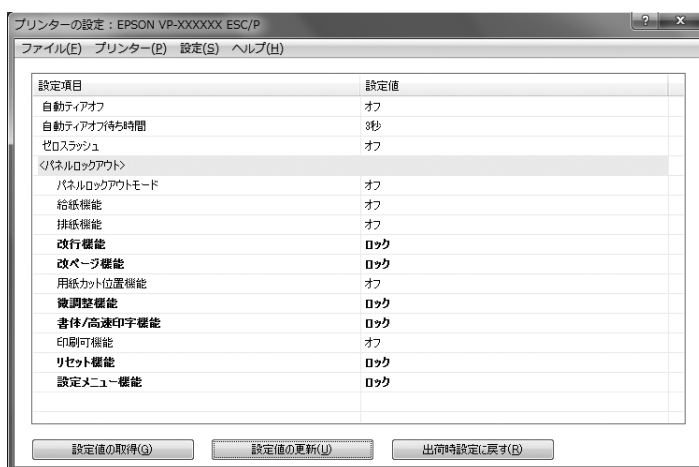 プリンターの設定：EPSON VP-XXXXXX ESC/P ? x
ファイル(F) プリンター(P) 設定(S) ヘルプ(H)
設定項目 設定値
自動ティアオフ オフ
自動ティアオフ待ち時間 3秒
ゼロスラッシュ オフ
<パネルロックアウト>
パネルロックアウトモード オフ
給紙機能 オフ
排紙機能 オフ
改行機能 ロック
改ページ機能 ロック
用紙カット位置機能 オフ
微調整機能 ロック
書体/高速印字機能 ロック
印刷可機能 オフ
リセット機能 ロック
設定メニュー機能 ロック
設定値の取得(G) 設定値の更新(U) 出荷時設定に戻す(R)